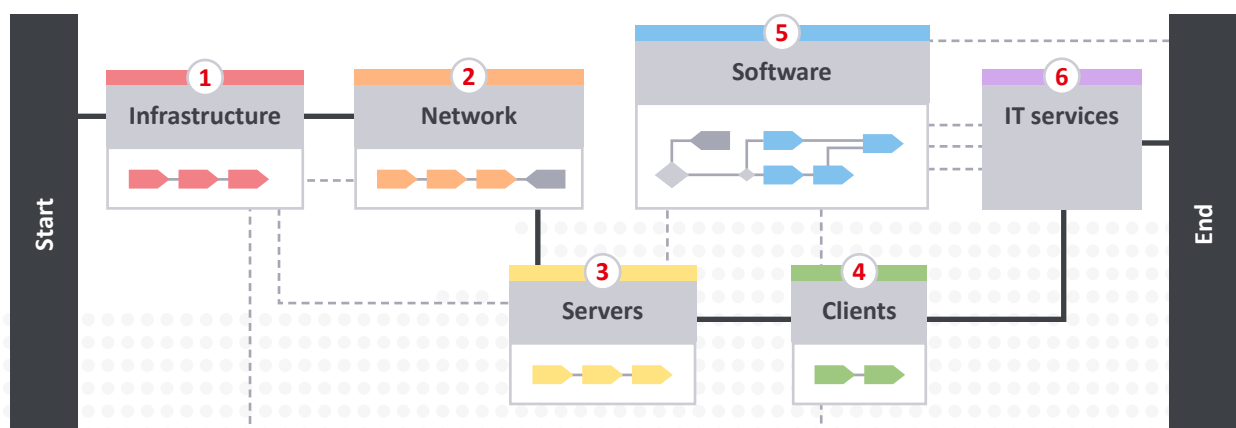 Start
1
Infrastructure
2
Network
3
Servers
4
Clients
5
Software
6
IT services
End